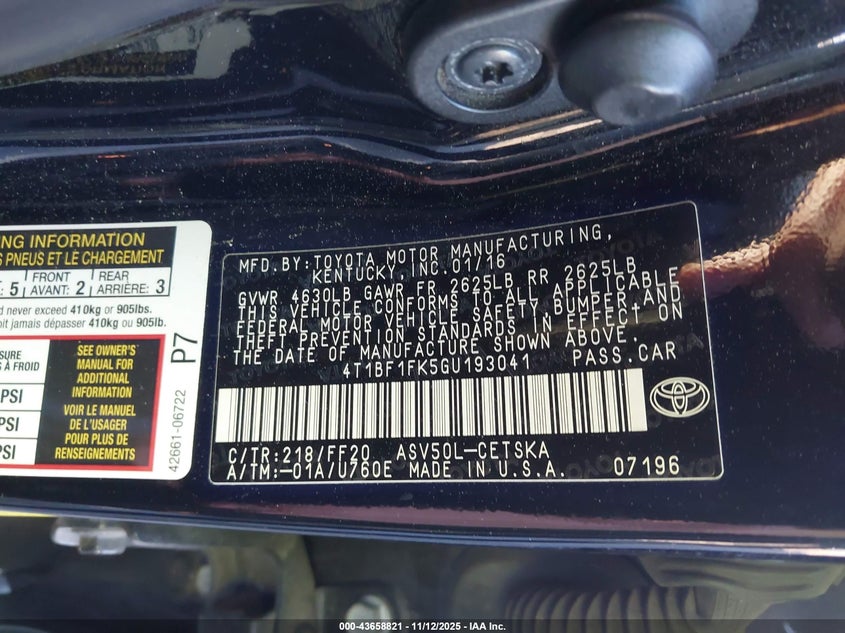 NG INFORMATION
S PNEUS ET LE CHARGEMENT
: 5 FRONT AVANT: 2 REAR ARRIÈRE: 3
d never exceed 410kg or 905lbs.
oit jamais dépasser 410kg ou 905lb.
SURE
S À FROID
PSI
PSI
PSI
SEE OWNER'S
MANUAL FOR
ADDITIONAL
INFORMATION
VOIR LE MANUEL
DE L'USAGER
POUR PLUS DE
RENSEIGNEMENTS
P7
42661-06722
MFD.BY:TOYOTA MOTOR MANUFACTURING,
KENTUCKY,INC.01/16
GVWR 4630LB GAWR FR 2625LB RR 2625LB
THIS VEHICLE CONFORMS TO ALL APPLICABLE
FEDERAL MOTOR VEHICLE SAFETY,BUMPER,AND
THEFT PREVENTION STANDARDS IN EFFECT ON
THE DATE OF MANUFACTURE SHOWN ABOVE.
4T1BF1FK5GU193041 PASS.CAR
C/TR:218/FF20 ASV50L-CETSKA
A/TM:-01A/U760E MADE IN U.S.A. 07196
000-43658821 - 11/12/2025 - IAA Inc.